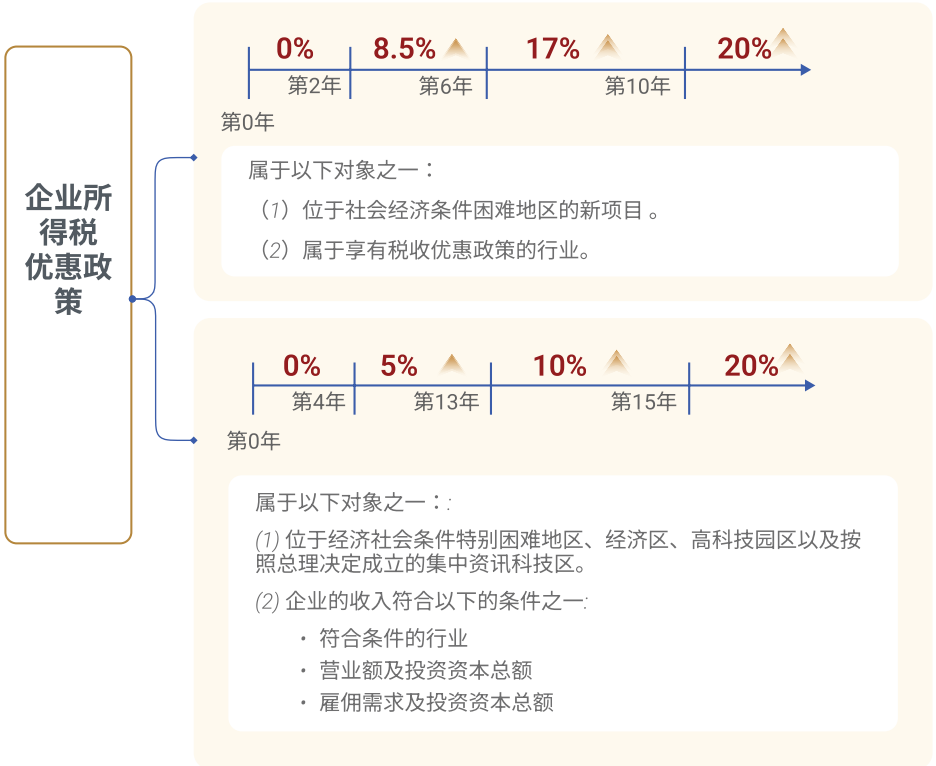 企业所
得税
优惠政
策
0% 8.5% 17% 20%
第2年 第6年 第10年
第0年
属于以下对象之一：
（1）位于社会经济条件困难地区的新项目 。
（2）属于享有税收优惠政策的行业。
0% 5% 10% 20%
第4年 第13年 第15年
第0年
属于以下对象之一：:
(1) 位于经济社会条件特别困难地区、经济区、高科技园区以及按
照总理决定成立的集中资讯科技区。
(2) 企业的收入符合以下的条件之一:
· 符合条件的行业
· 营业额及投资资本总额
· 雇佣需求及投资资本总额